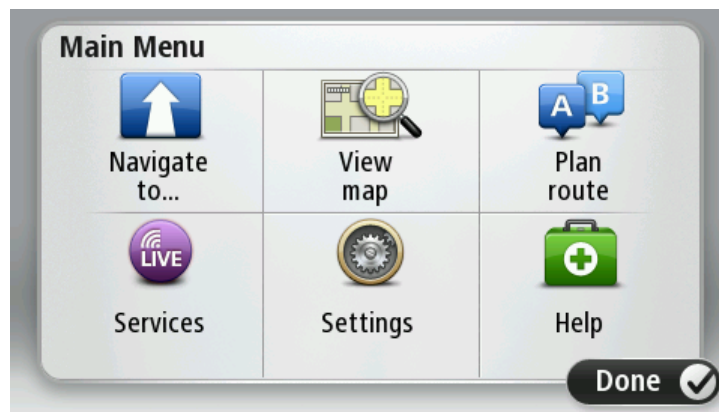 Main Menu
Navigate
to...
View
map
A B
Plan
route
LIVE
Services
Settings
Help
Done